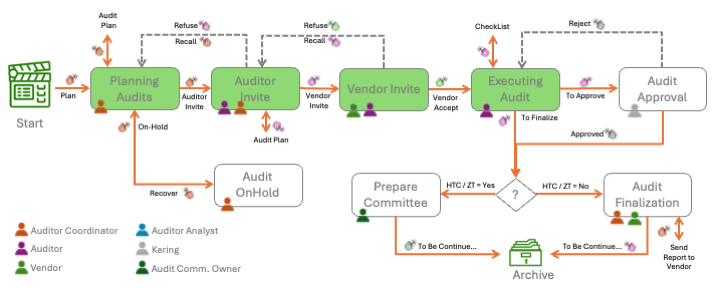 Audit
Plan
Refuse
Recall
Refuse
Recall
CheckList
Reject
Start
Plan
Planning
Audits
Auditor
Invite
Auditor
Invite
Vendor
Invite
Vendor Invite
Vendor
Accept
Executing
Audit
To Approve
Audit
Approval
On-Hold
Audit Plan
To Finalize
Approved
Recover
Audit
OnHold
Prepare
Committee
HTC / ZT = Yes
?
HTC / ZT = No
Audit
Finalization
To Be Continue...
To Be Continue...
Send
Report to
Vendor
Archive
Auditor Coordinator
Auditor
Vendor
Auditor Analyst
Kering
Audit Comm. Owner